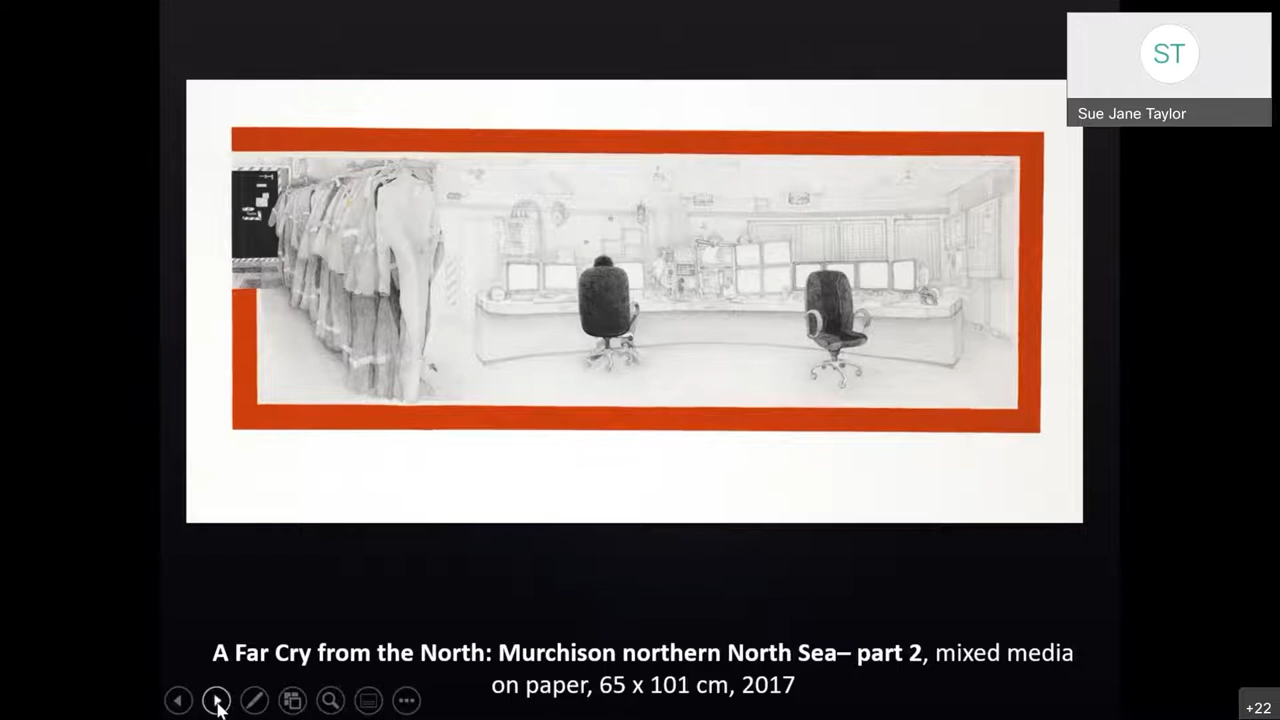 ST
Sue Jane Taylor
A Far Cry from the North: Murchison northern North Sea– part 2, mixed media
on paper, 65 x 101 cm, 2017
+22